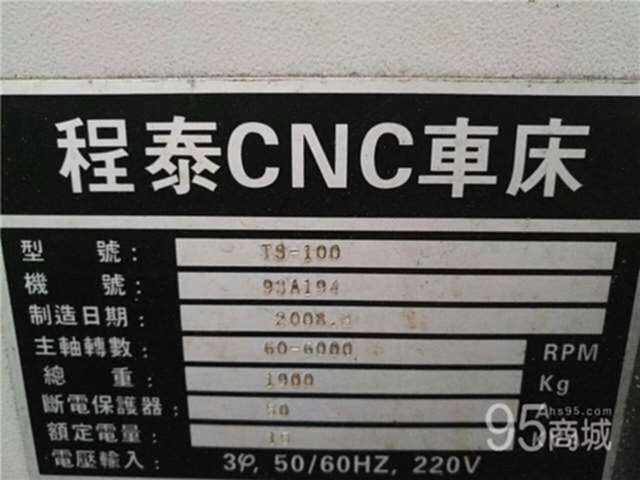 程泰CNC車床
型 號： TS-100
機 號：
制造日期： 2008.
主軸轉數： 60-6000 RPM
總 重： 1900 Kg
斷電保護器：
額定電量：
電壓輸入： 3φ, 50/60HZ, 220V
95商城